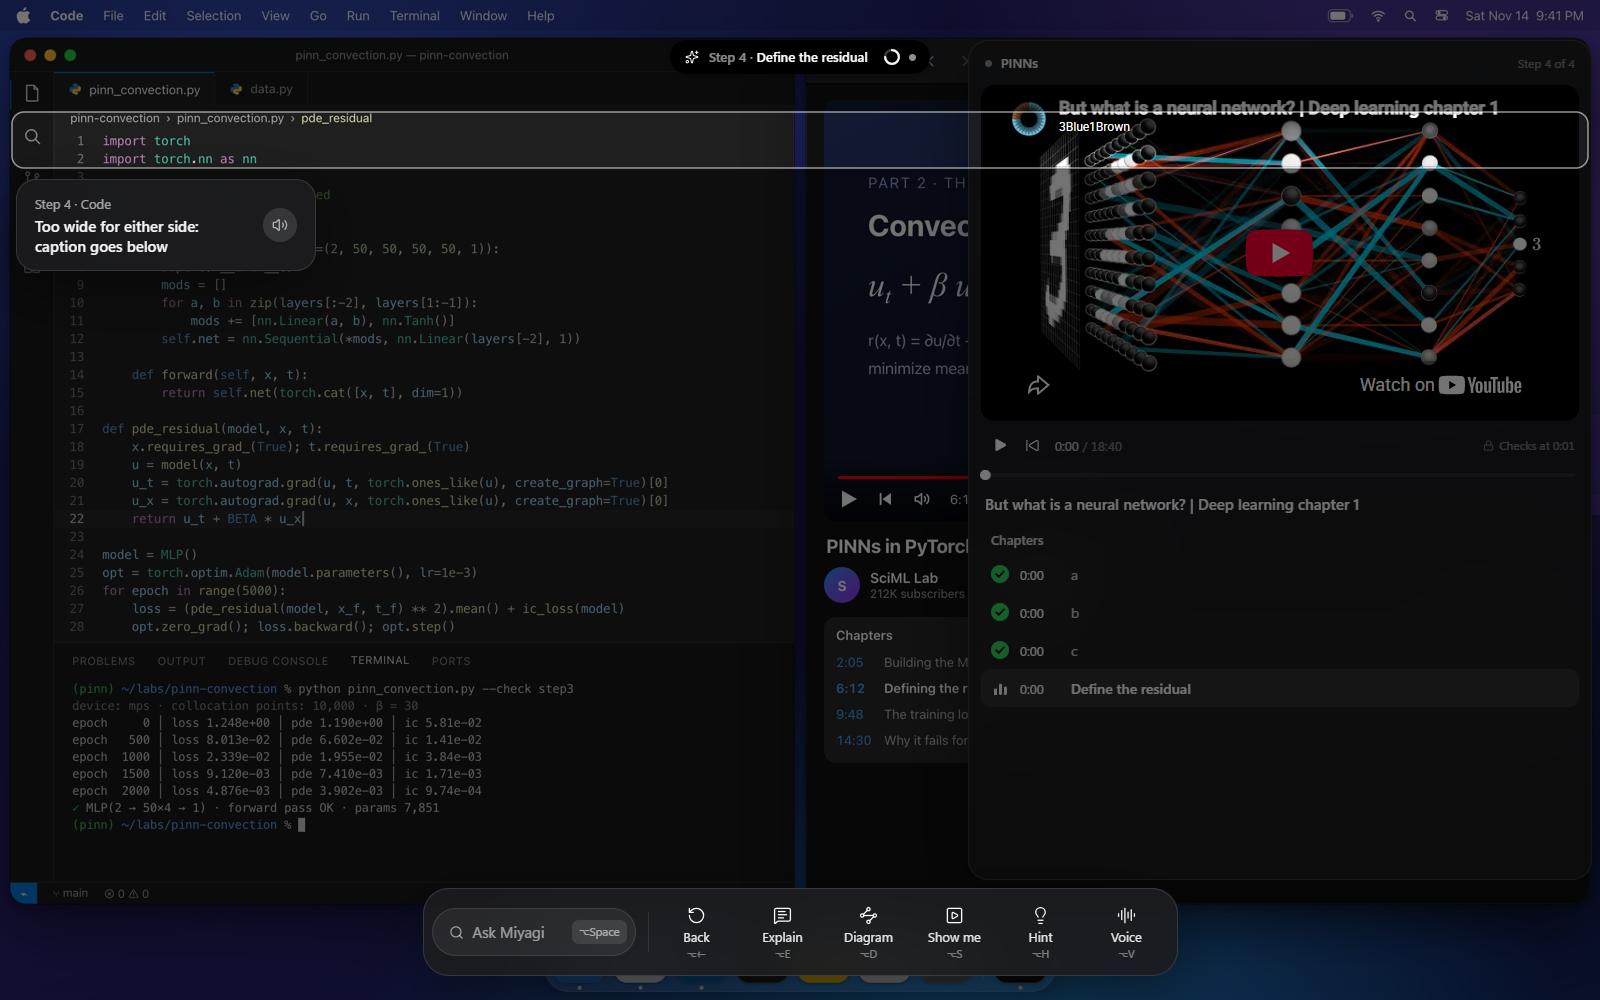 Code File Edit Selection View Go Run Terminal Window Help
Sat Nov 14 9:41 PM
pinn_convection.py — pinn-convection
Step 4 · Define the residual
pinn_convection.py
data.py
pinn-convection › pinn_convection.py › pde_residual
1 import torch
2 import torch.nn as nn
3
Step 4 · Code
Too wide for either side:
caption goes below
=(2, 50, 50, 50, 50, 1)):
9 mods = []
10 for a, b in zip(layers[:-2], layers[1:-1]):
11 mods += [nn.Linear(a, b), nn.Tanh()]
12 self.net = nn.Sequential(*mods, nn.Linear(layers[-2], 1))
13
14 def forward(self, x, t):
15 return self.net(torch.cat([x, t], dim=1))
16
17 def pde_residual(model, x, t):
18 x.requires_grad_(True); t.requires_grad_(True)
19 u = model(x, t)
20 u_t = torch.autograd.grad(u, t, torch.ones_like(u), create_graph=True)[0]
21 u_x = torch.autograd.grad(u, x, torch.ones_like(u), create_graph=True)[0]
22 return u_t + BETA * u_x
23
24 model = MLP()
25 opt = torch.optim.Adam(model.parameters(), lr=1e-3)
26 for epoch in range(5000):
27 loss = (pde_residual(model, x_f, t_f) ** 2).mean() + ic_loss(model)
28 opt.zero_grad(); loss.backward(); opt.step()
PROBLEMS OUTPUT DEBUG CONSOLE TERMINAL PORTS
(pinn) ~/labs/pinn-convection % python pinn_convection.py --check step3
device: mps · collocation points: 10,000 · β = 30
epoch 0 | loss 1.248e+00 | pde 1.190e+00 | ic 5.81e-02
epoch 500 | loss 8.013e-02 | pde 6.602e-02 | ic 1.41e-02
epoch 1000 | loss 2.339e-02 | pde 1.955e-02 | ic 3.84e-03
epoch 1500 | loss 9.120e-03 | pde 7.410e-03 | ic 1.71e-03
epoch 2000 | loss 4.876e-03 | pde 3.902e-03 | ic 9.74e-04
✓ MLP(2 → 50×4 → 1) · forward pass OK · params 7,851
(pinn) ~/labs/pinn-convection %
main 0 0
PART 2 · TH
Convec
u_t + β u
r(x, t) = ∂u/∂t
minimize mea
6:1
PINNs in PyTorc
S
SciML Lab
212K subscribers
Chapters
2:05 Building the M
6:12 Defining the r
9:48 The training lo
14:30 Why it fails for
PINNs
Step 4 of 4
But what is a neural network? | Deep learning chapter 1
3Blue1Brown
3
Watch on YouTube
0:00 / 18:40
Checks at 0:01
But what is a neural network? | Deep learning chapter 1
Chapters
0:00 a
0:00 b
0:00 c
0:00 Define the residual
Ask Miyagi ⌥Space
Back Explain Diagram Show me Hint Voice
⌥← ⌥E ⌥D ⌥S ⌥H ⌥V